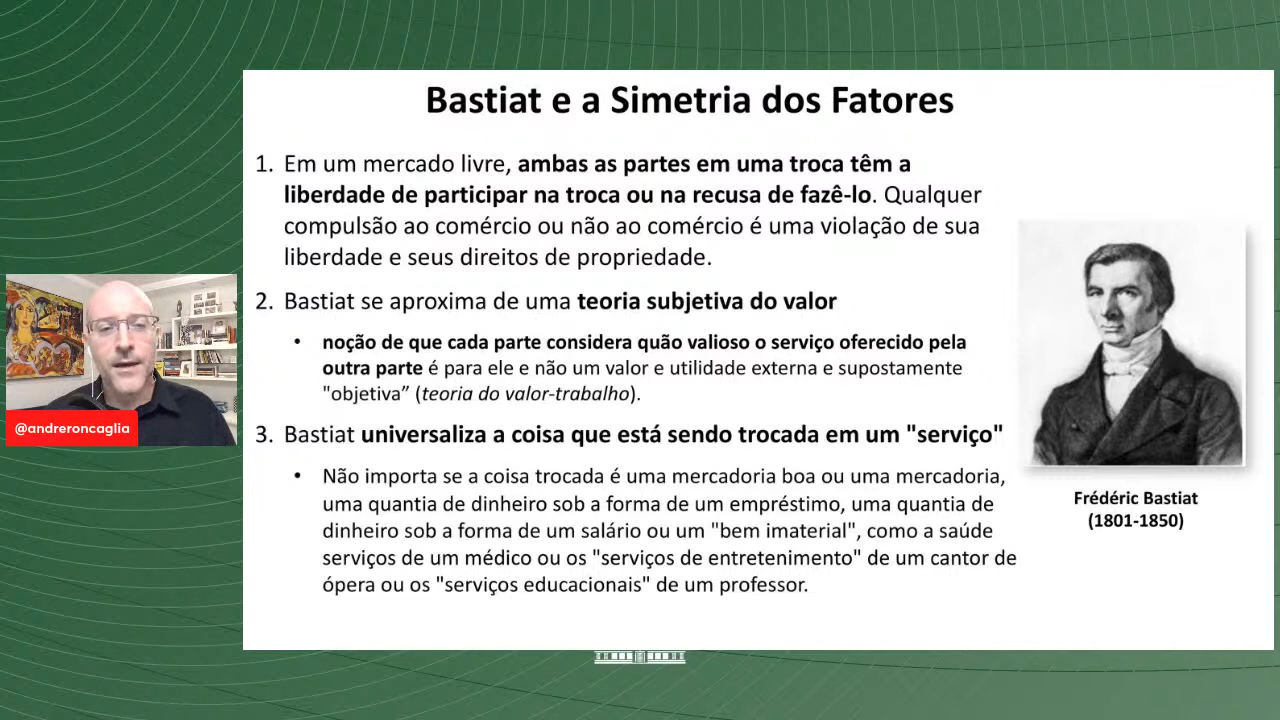 Bastiat e a Simetria dos Fatores
1. Em um mercado livre, ambas as partes em uma troca têm a
liberdade de participar na troca ou na recusa de fazê-lo. Qualquer
compulsão ao comércio ou não ao comércio é uma violação de sua
liberdade e seus direitos de propriedade.
2. Bastiat se aproxima de uma teoria subjetiva do valor
• noção de que cada parte considera quão valioso o serviço oferecido pela
outra parte é para ele e não um valor e utilidade externa e supostamente
"objetiva” (teoria do valor-trabalho).
3. Bastiat universaliza a coisa que está sendo trocada em um "serviço"
• Não importa se a coisa trocada é uma mercadoria boa ou uma mercadoria,
uma quantia de dinheiro sob a forma de um empréstimo, uma quantia de
dinheiro sob a forma de um salário ou um "bem imaterial", como a saúde
serviços de um médico ou os "serviços de entretenimento" de um cantor de
ópera ou os "serviços educacionais" de um professor.
Frédéric Bastiat
(1801-1850)
@andreroncaglia